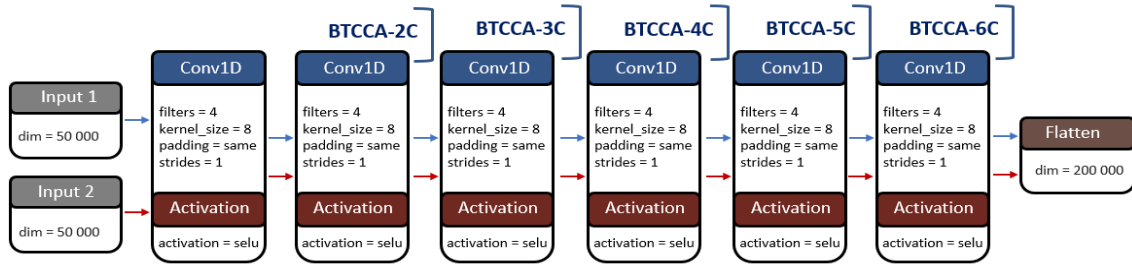 BTCCA-2C
BTCCA-3C
BTCCA-4C
BTCCA-5C
BTCCA-6C
Input 1
dim = 50 000
Input 2
dim = 50 000
Conv1D
filters = 4
kernel_size = 8
padding = same
strides = 1
Activation
activation = selu
Conv1D
filters = 4
kernel_size = 8
padding = same
strides = 1
Activation
activation = selu
Conv1D
filters = 4
kernel_size = 8
padding = same
strides = 1
Activation
activation = selu
Conv1D
filters = 4
kernel_size = 8
padding = same
strides = 1
Activation
activation = selu
Conv1D
filters = 4
kernel_size = 8
padding = same
strides = 1
Activation
activation = selu
Conv1D
filters = 4
kernel_size = 8
padding = same
strides = 1
Activation
activation = selu
Flatten
dim = 200 000